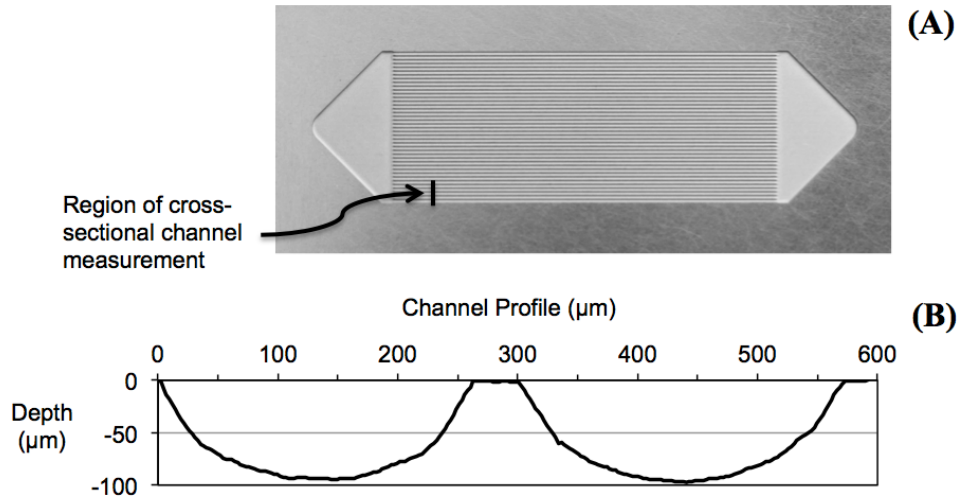 (A)
Region of cross-
sectional channel
measurement
Channel Profile (µm)
(B)
0 100 200 300 400 500 600
0
Depth
(µm)
-50
-100